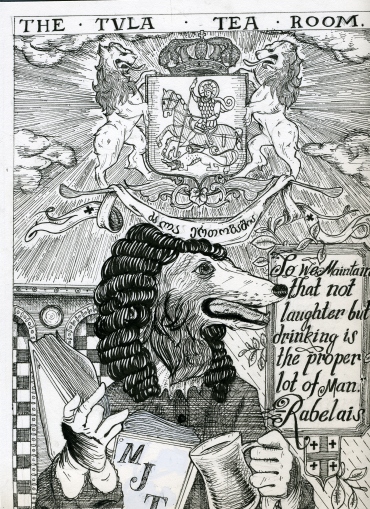 THE · TVLA · TEA · ROOM.
ძალა ერთობაშია
So We Maintain
that not
laughter but
drinking is
the proper
lot of Man."
Rabelais
M
J
T